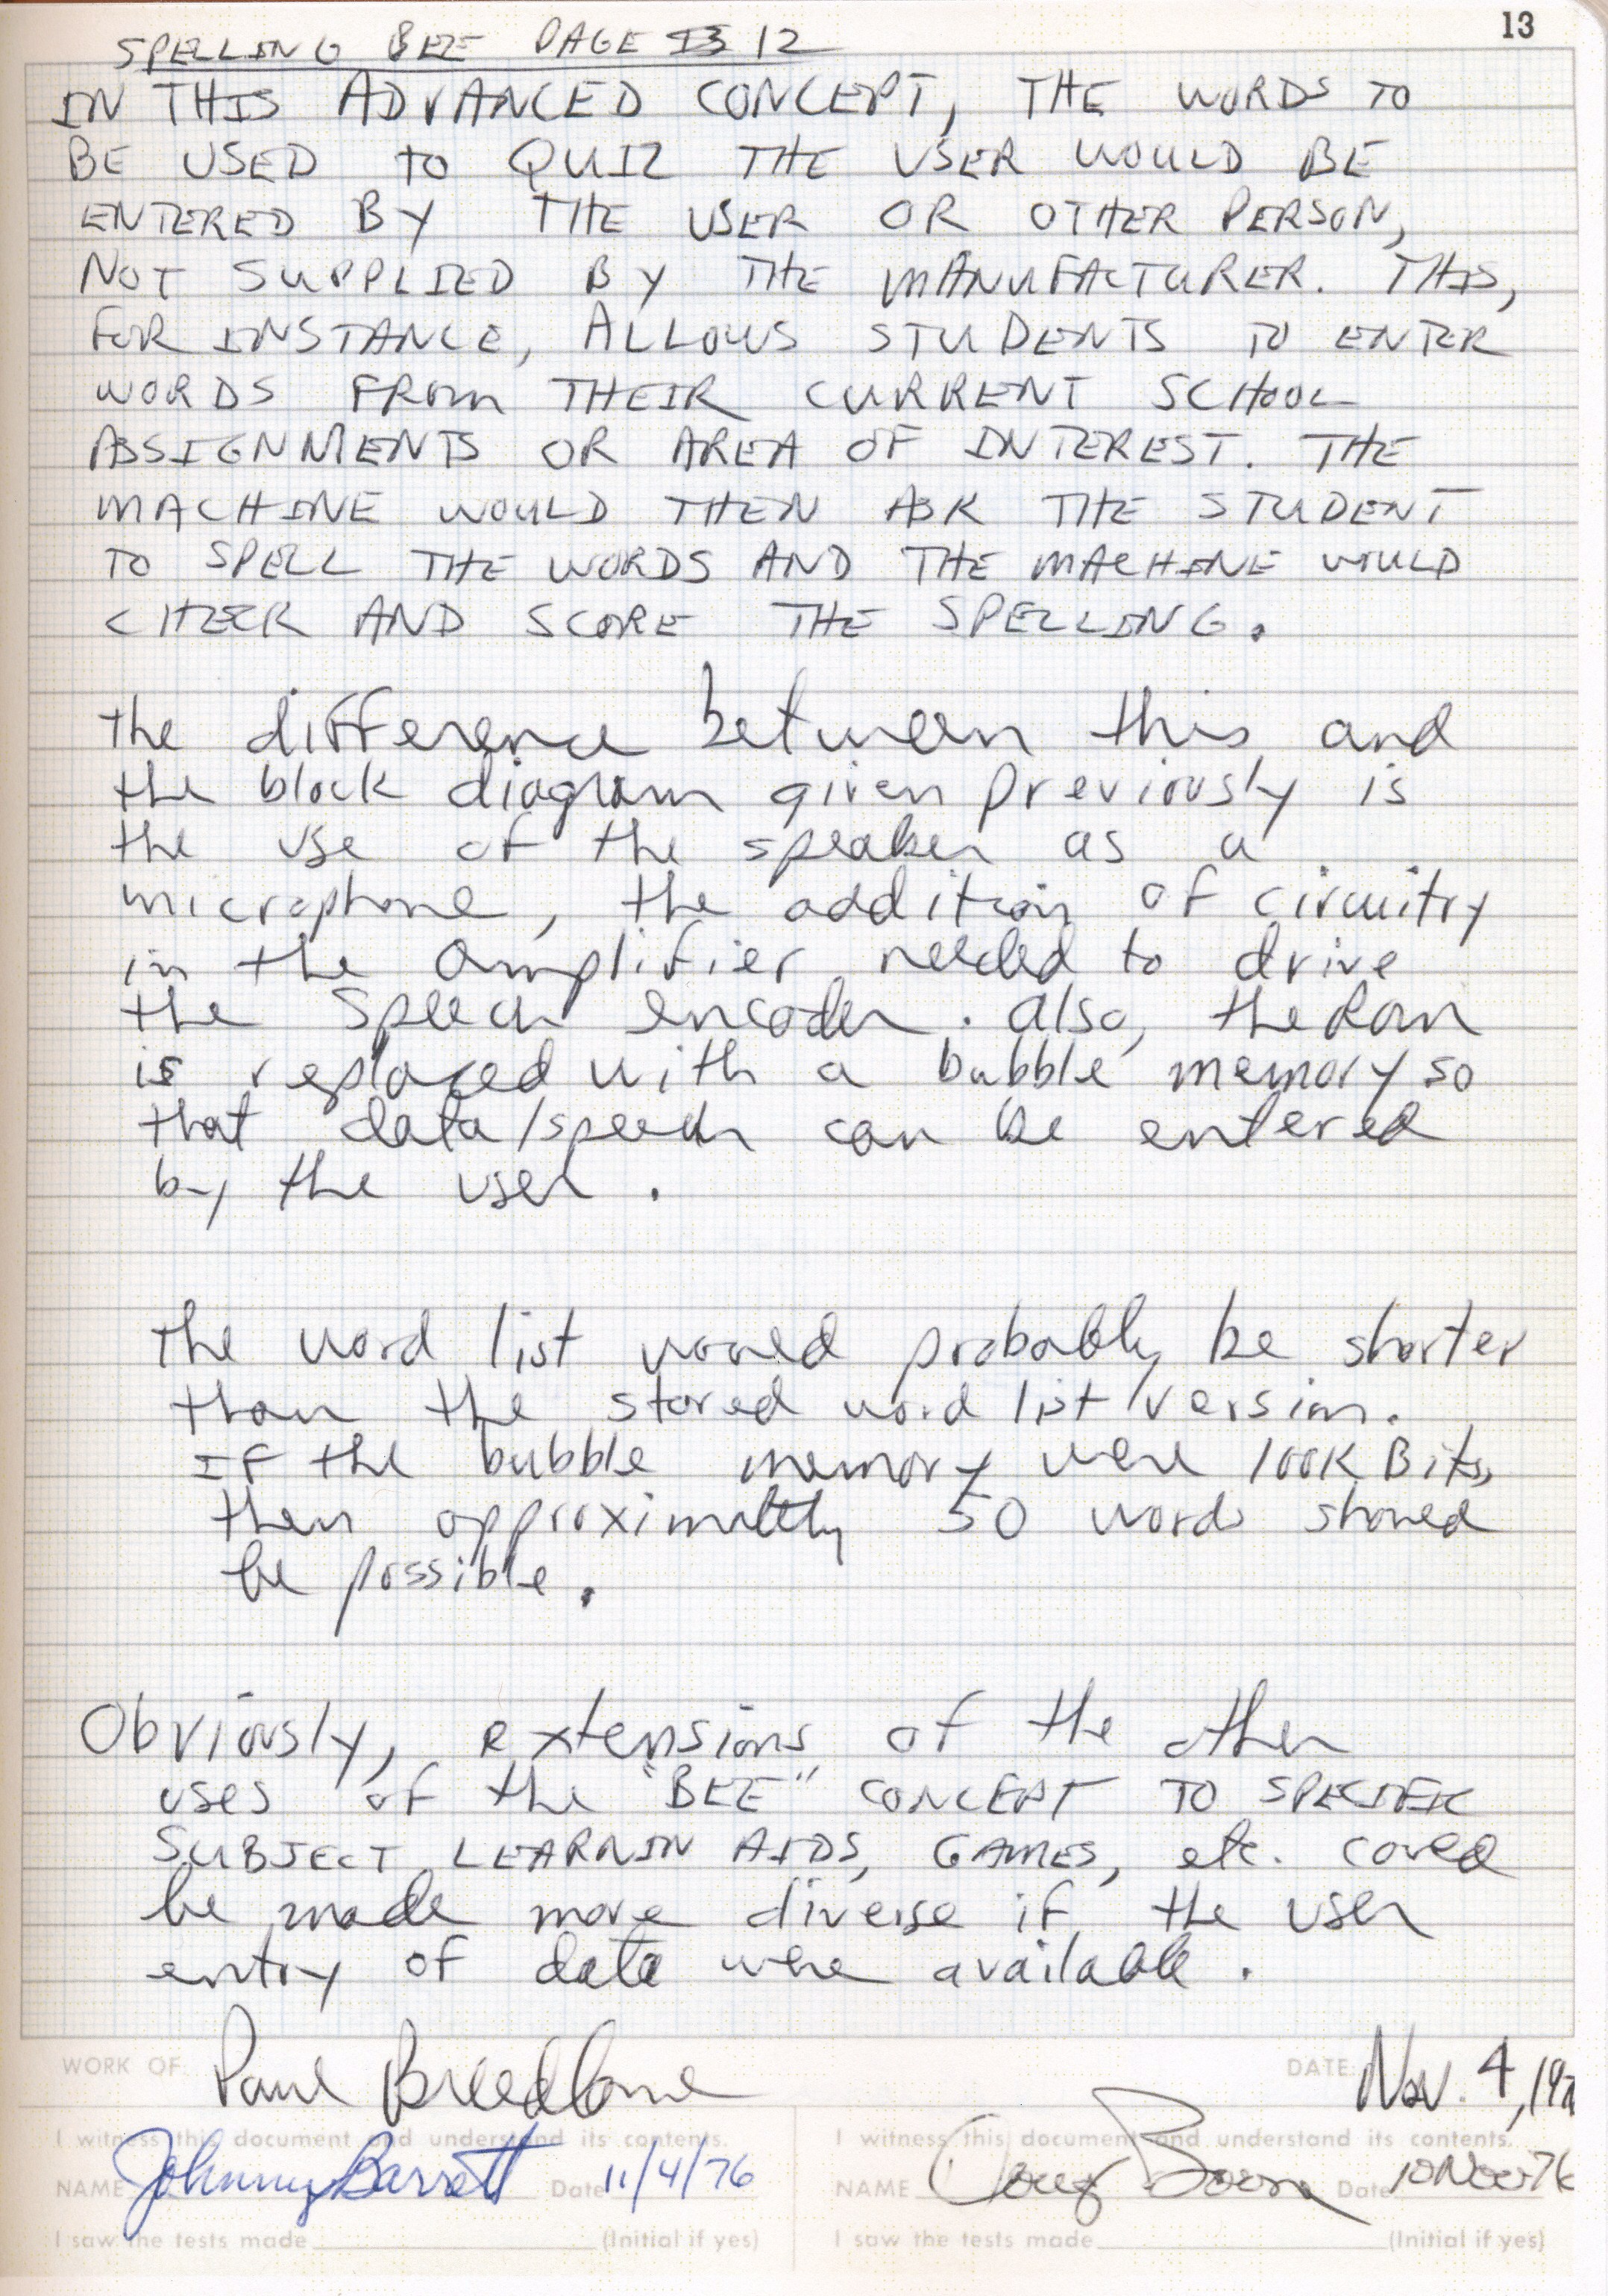 13
SPELLING BEE PAGE 12
IN THIS ADVANCED CONCEPT, THE WORDS TO
BE USED TO QUIZ THE USER WOULD BE
ENTERED BY THE USER OR OTHER PERSON,
NOT SUPPLIED BY THE MANUFACTURER. THIS,
FOR INSTANCE, ALLOWS STUDENTS TO ENTER
WORDS FROM THEIR CURRENT SCHOOL
ASSIGNMENTS OR AREA OF INTEREST. THE
MACHINE WOULD THEN ASK THE STUDENT
TO SPELL THE WORDS AND THE MACHINE WOULD
CHECK AND SCORE THE SPELLING.
The difference between this and
the block diagram given previously is
the use of the speaker as a
microphone, the addition of circuitry
in the amplifier needed to drive
the speech encoder. also, the Rom
is replaced with a bubble memory so
that data/speech can be entered
by the user.
The word list would probably be shorter
than the stored word list version.
If the bubble memory were 100K Bits,
then approximattly 50 words should
be possible.
Obviously, extensions of the other
uses of the "BEE" CONCEPT TO SPECIFIC
SUBJECT LEARNIN AIDS, GAMES, etc. could
be made more diverse if the user
entry of data were available.
WORK OF: Paul Breedlove DATE: Nov. 4, 197
I witness this document and understand its contents. I witness this document and understand its contents.
NAME Johnny Barrett Date 11/4/76 NAME Doug Boone Date 10 Nov 76
I saw the tests made (Initial if yes) I saw the tests made (Initial if yes)